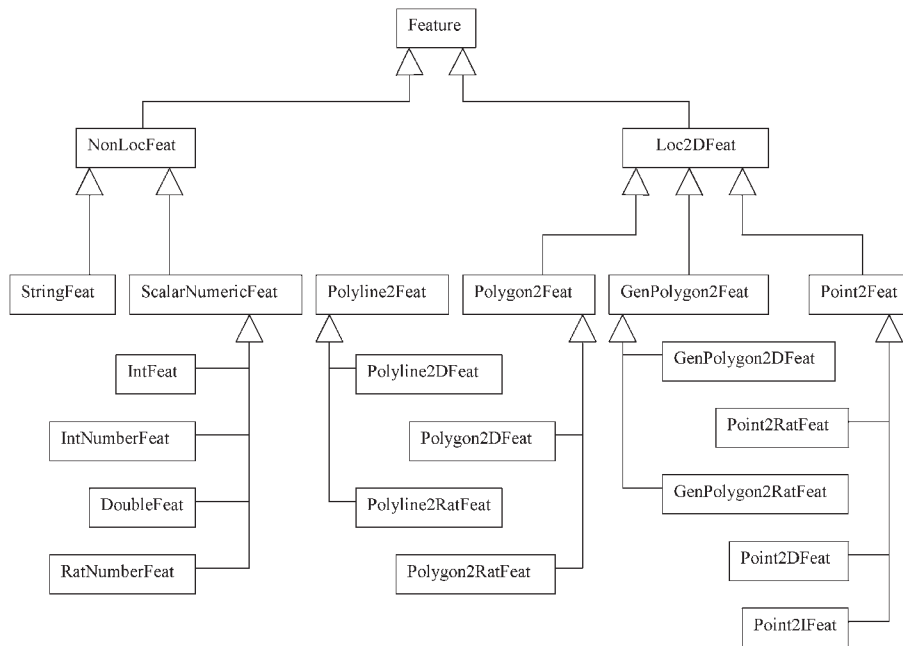 Feature
NonLocFeat
Loc2DFeat
StringFeat
ScalarNumericFeat
Polyline2Feat
Polygon2Feat
GenPolygon2Feat
Point2Feat
IntFeat
Polyline2DFeat
GenPolygon2DFeat
IntNumberFeat
Polygon2DFeat
Point2RatFeat
DoubleFeat
Polyline2RatFeat
GenPolygon2RatFeat
RatNumberFeat
Polygon2RatFeat
Point2DFeat
Point2IFeat